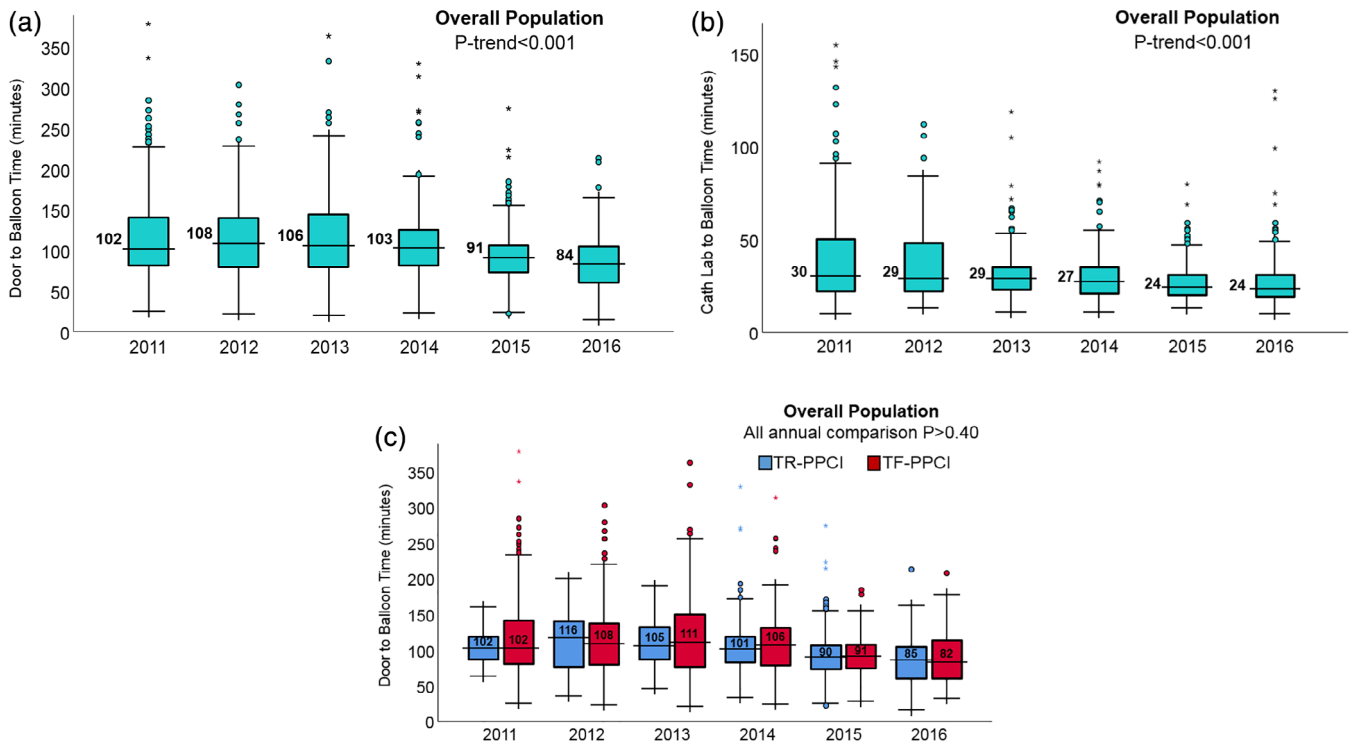 (a)
Overall Population
P-trend<0.001
Door to Balloon Time (minutes)
350
300
250
200
150
100
50
0
102
108
106
103
91
84
2011 2012 2013 2014 2015 2016
(b)
Overall Population
P-trend<0.001
Cath Lab to Balloon Time (minutes)
150
100
50
0
30
29
29
27
24
24
2011 2012 2013 2014 2015 2016
(c)
Overall Population
All annual comparison P>0.40
TR-PPCI TF-PPCI
Door to Balloon Time (minutes)
350
300
250
200
150
100
50
0
102 102
116 108
105 111
101 106
90 91
85 82
2011 2012 2013 2014 2015 2016